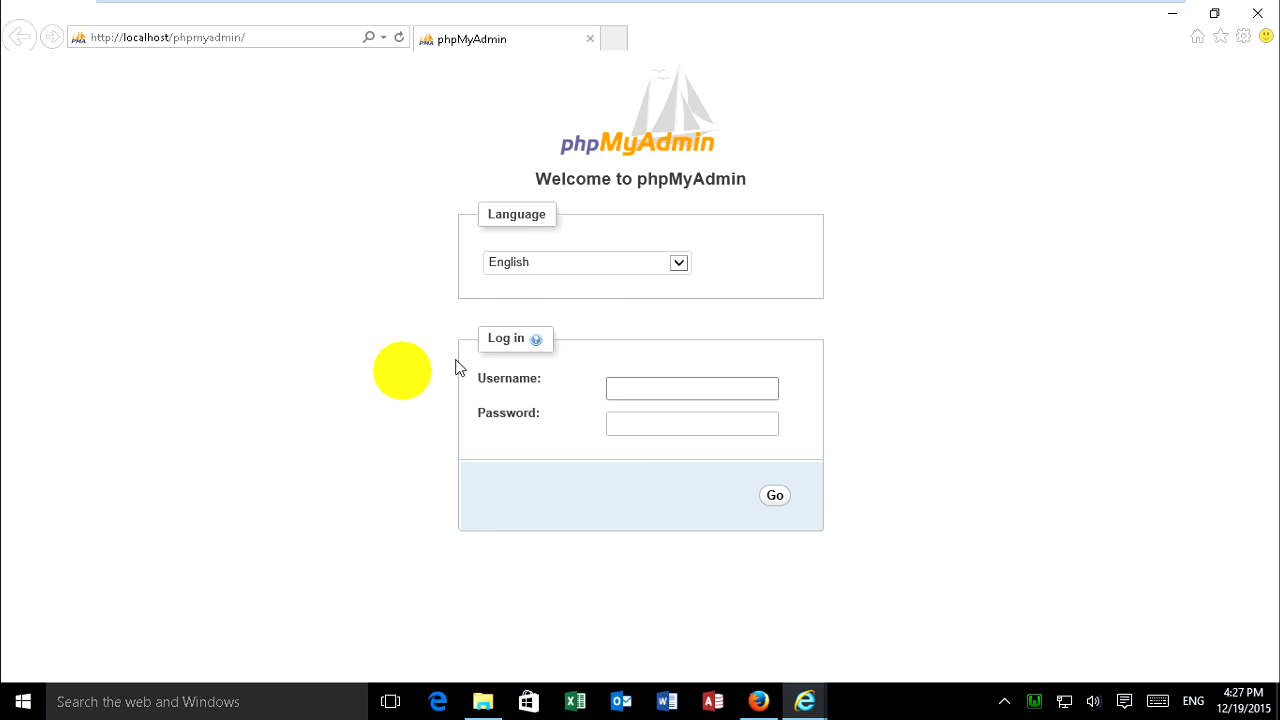 http://localhost/phpmyadmin/
phpMyAdmin
phpMyAdmin
Welcome to phpMyAdmin
Language
English
Log in
Username:
Password:
Go
Search the web and Windows
ENG
4:27 PM
12/19/2015